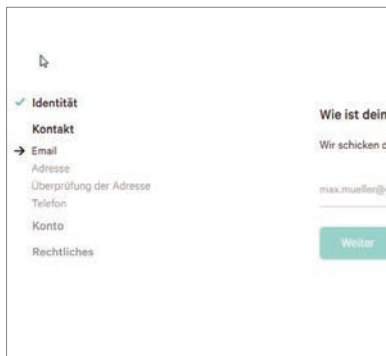 Identität
Kontakt
Email
Adresse
Überprüfung der Adresse
Telefon
Konto
Rechtliches
Wie ist dein
Wir schicken d
max.mueller@
Weiter